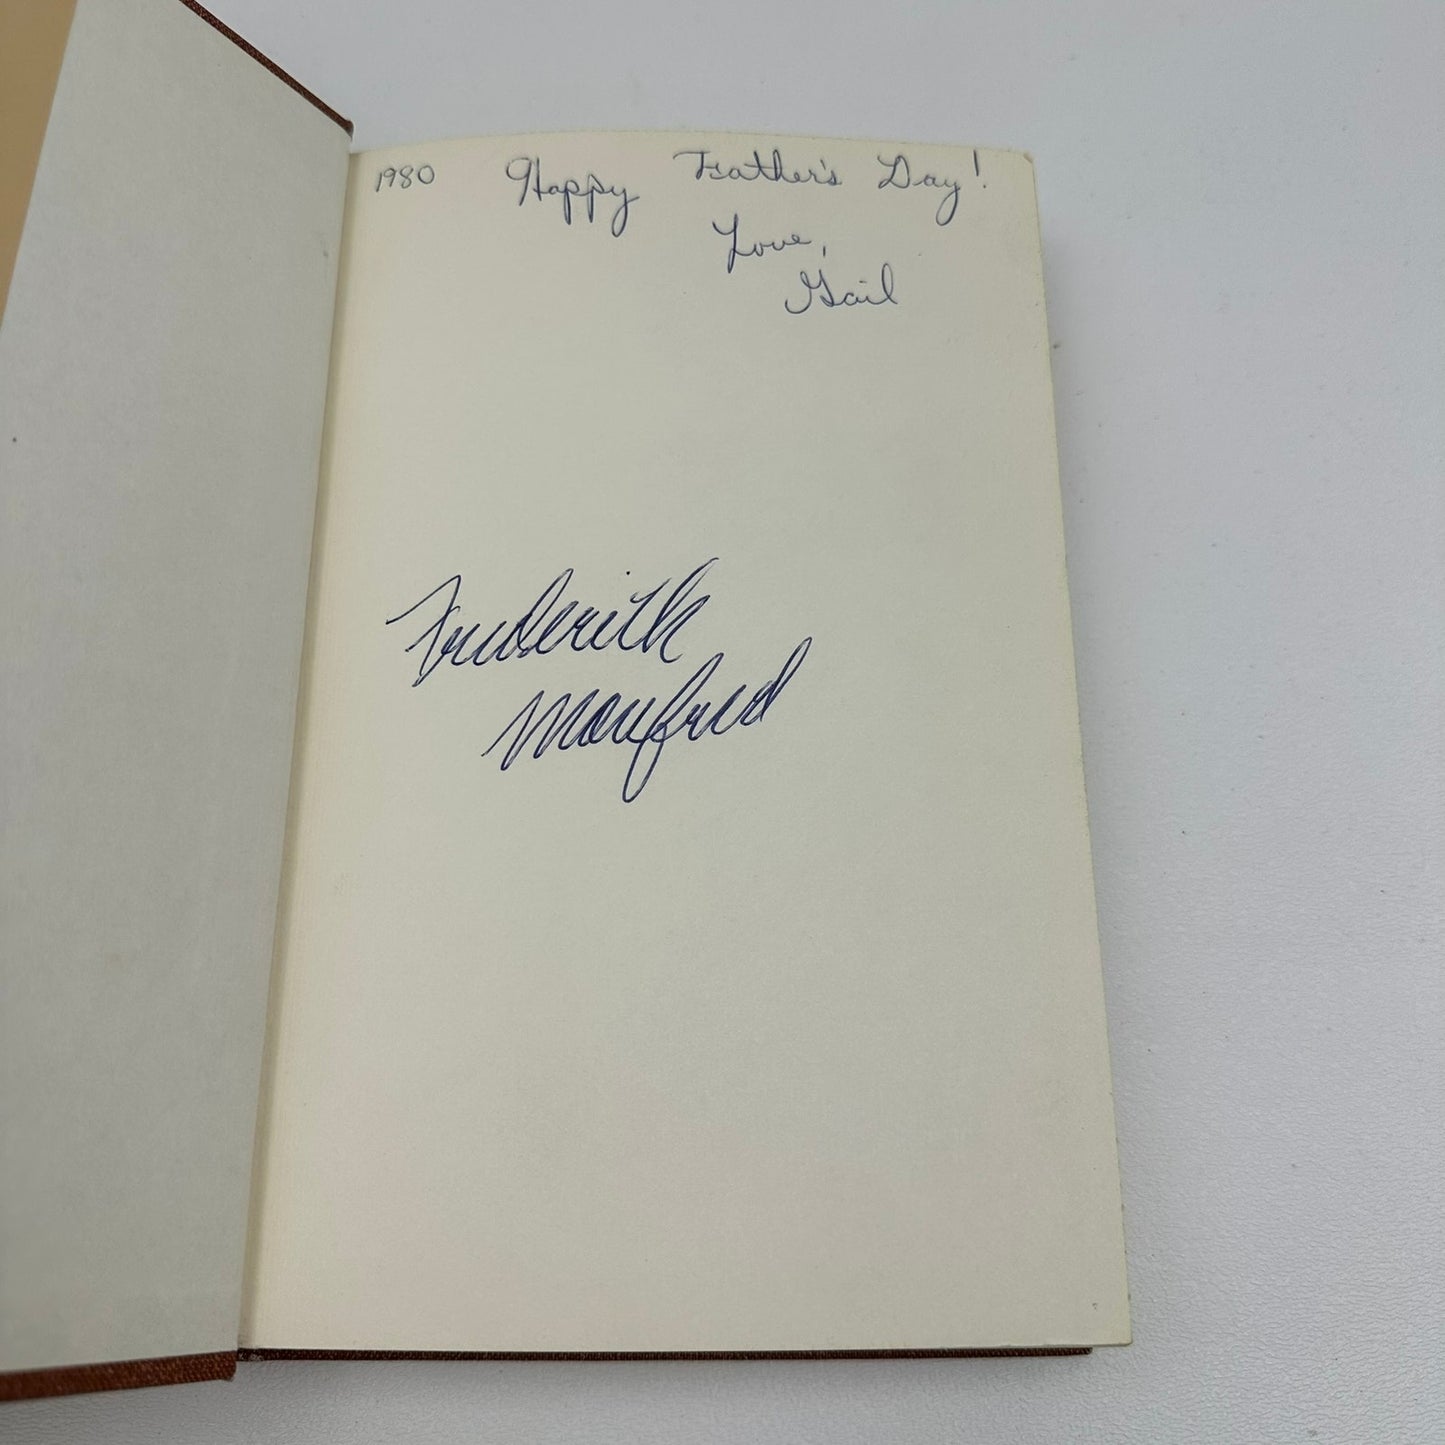 1980 Happy Father's Day!
Love,
Gail
Frederick
Manfred